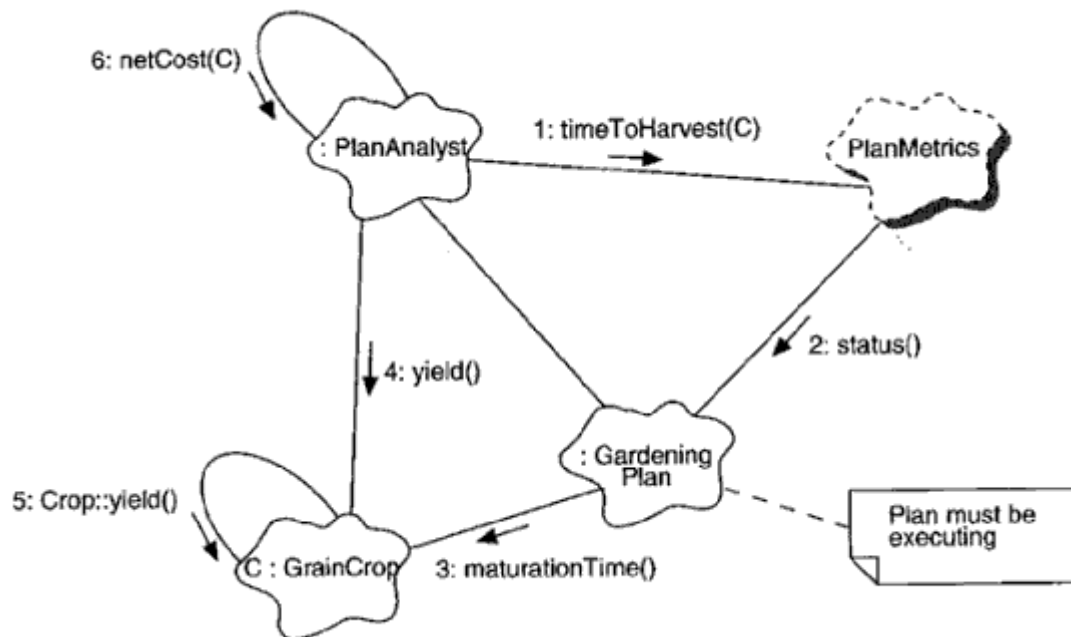 6: netCost(C)
: PlanAnalyst
1: timeToHarvest(C)
PlanMetrics
2: status()
4: yield()
: Gardening
Plan
5: Crop::yield()
C : GrainCrop
3: maturationTime()
Plan must be
executing